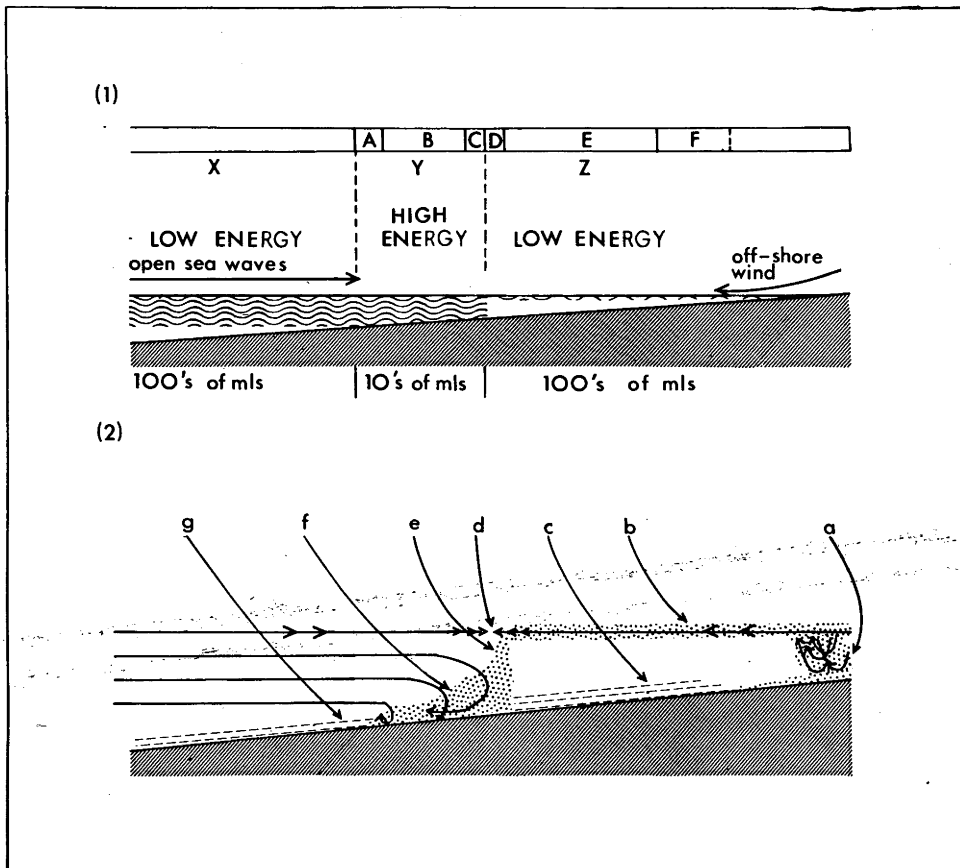 (1)
A B C D E F
X Y Z
HIGH
LOW ENERGY ENERGY LOW ENERGY
open sea waves
off-shore
wind
100's of mls 10's of mls 100's of mls
(2)
g f e d c b a